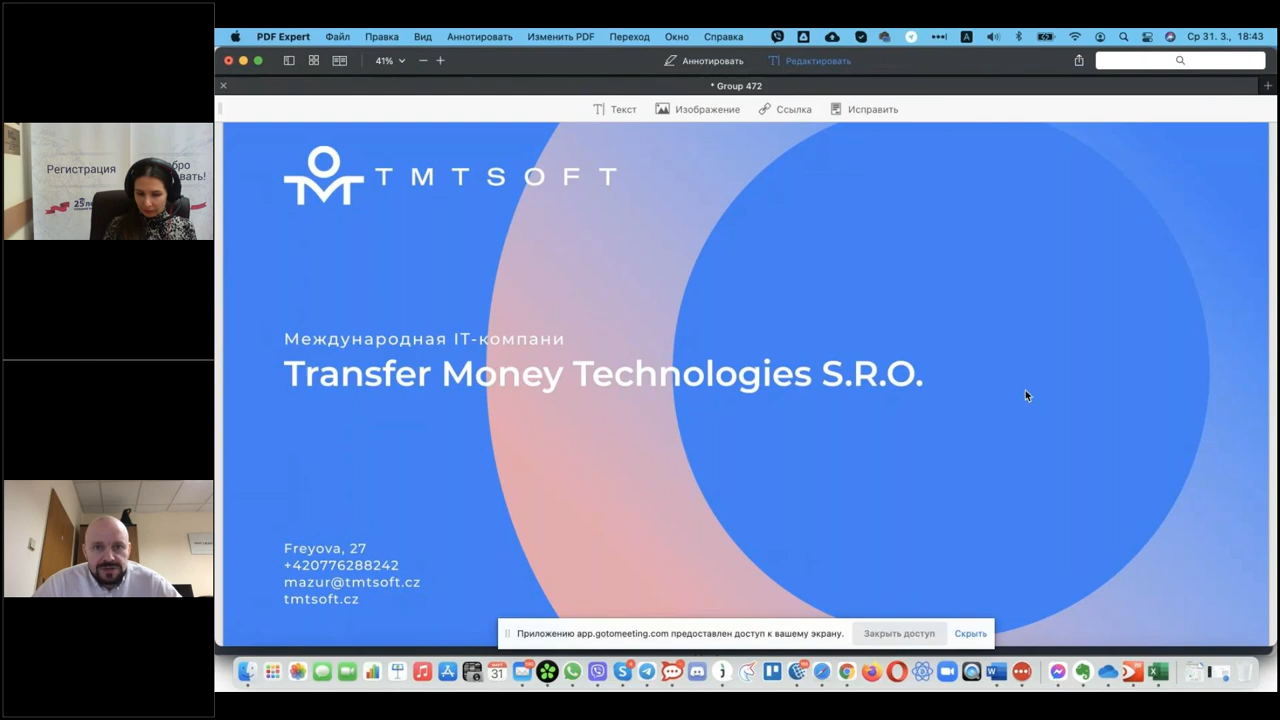 PDF Expert Файл Правка Вид Аннотировать Изменить PDF Переход Окно Справка
A
Ср 31. 3., 18:43
41%
Аннотировать
Редактировать
* Group 472
Текст Изображение Ссылка Исправить
Регистрация
25
TMTSOFT
Международная IT-компани
Transfer Money Technologies S.R.O.
Freyova, 27
+420776288242
mazur@tmtsoft.cz
tmtsoft.cz
Приложению app.gotomeeting.com предоставлен доступ к вашему экрану.
Закрыть доступ
Скрыть
31